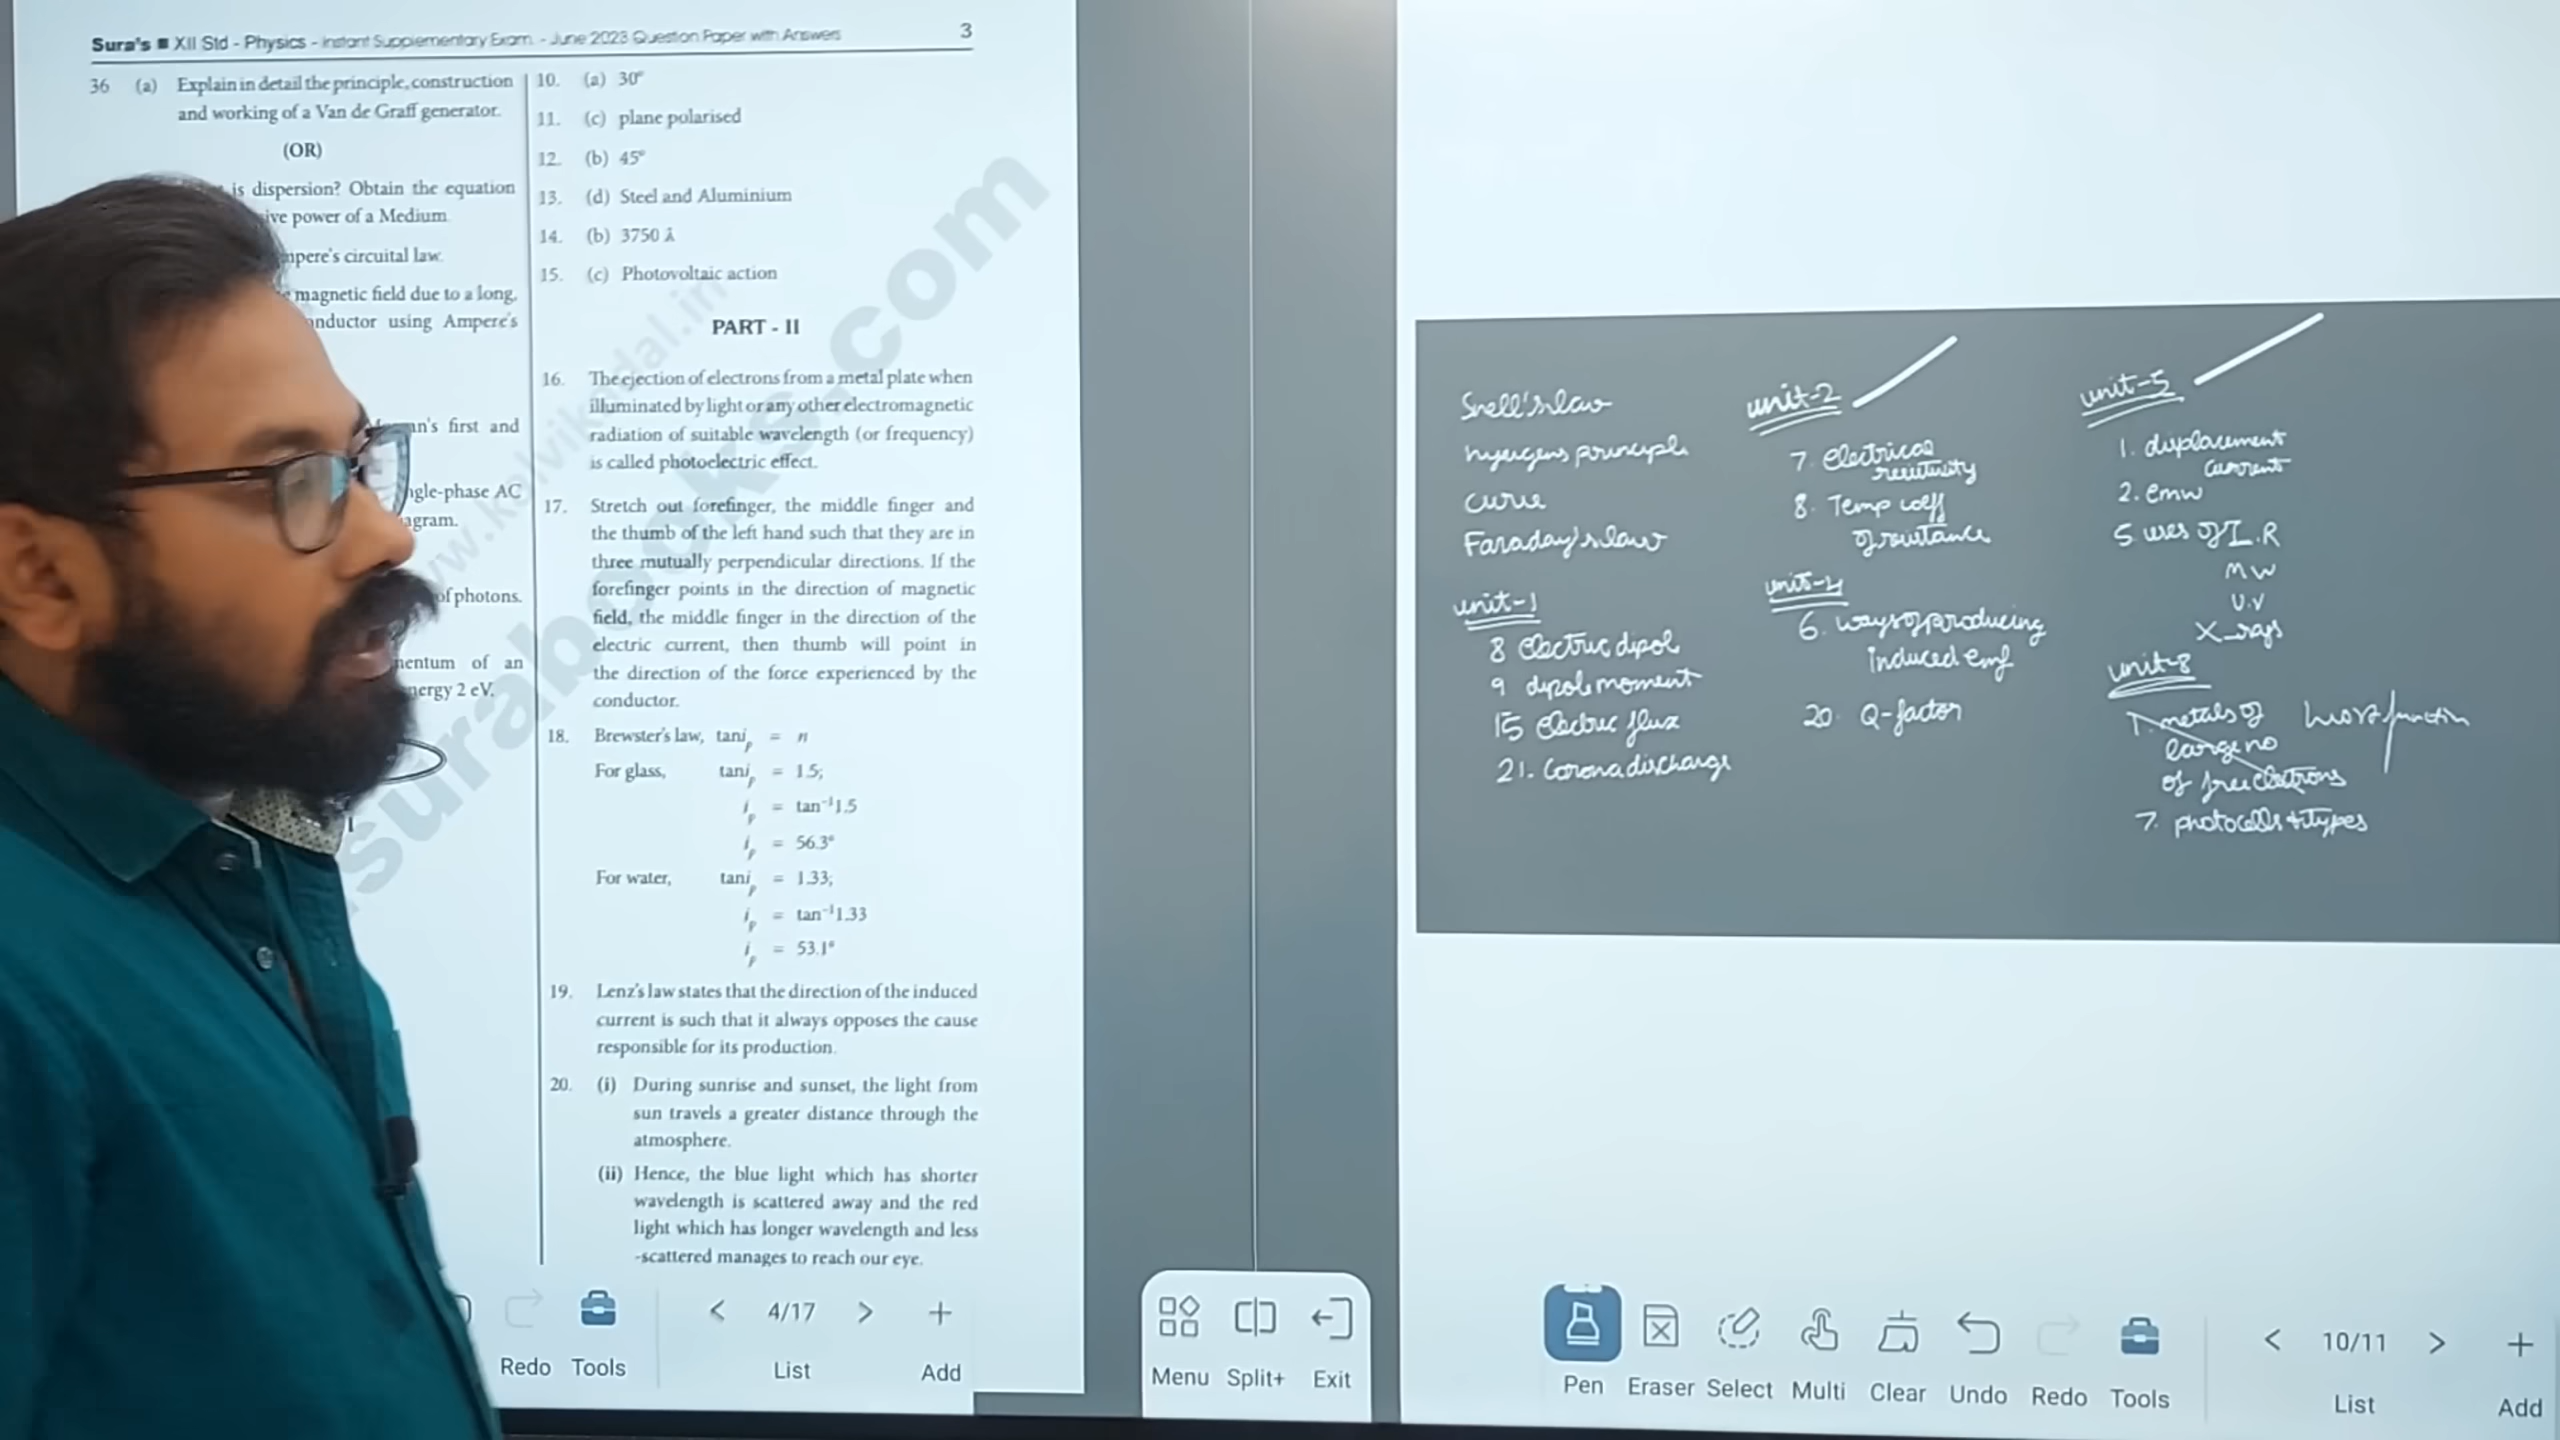 Sura's ■ XII Std - Physics - Instant Supplementary Exam - June 2023 Question Paper with Answers
3
36 (a) Explain in detail the principle, construction
and working of a Van de Graff generator.
(OR)
is dispersion? Obtain the equation
power of a Medium
circuital law.
magnetic field due to a long,
using Ampere's
first and
AC
of photons.
of an
2 eV.
10. (a) 30°
11. (c) plane polarised
12. (b) 45°
13. (d) Steel and Aluminium
14. (b) 3750 Å
15. (c) Photovoltaic action
PART - II
16. The ejection of electrons from a metal plate when
illuminated by light or any other electromagnetic
radiation of suitable wavelength (or frequency)
is called photoelectric effect.
17. Stretch out forefinger, the middle finger and
the thumb of the left hand such that they are in
three mutually perpendicular directions. If the
forefinger points in the direction of magnetic
field, the middle finger in the direction of the
electric current, then thumb will point in
the direction of the force experienced by the
conductor.
18. Brewster's law, tan iₚ = n
For glass, tan iₚ = 1.5;
iₚ = tan⁻¹1.5
iₚ = 56.3°
For water, tan iₚ = 1.33;
iₚ = tan⁻¹1.33
iₚ = 53.1°
19. Lenz's law states that the direction of the induced
current is such that it always opposes the cause
responsible for its production.
20. (i) During sunrise and sunset, the light from
sun travels a greater distance through the
atmosphere.
(ii) Hence, the blue light which has shorter
wavelength is scattered away and the red
light which has longer wavelength and less
-scattered manages to reach our eye.
www.kalvikadal.in
surabooks.com
Snell's law
Curie
Faraday's law
unit-1
8 Electric dipol
9 dipole moment
15 Electric flux
21. Corona discharge
unit-2
7. Electrical
resistivity
8. Temp coeff
of resistance
unit-4
6. ways of producing
induced emf
20. Q-factor
unit-5
1. displacement
current
2. emw
5 uses of I.R
MW
U.V
X-rays
unit-8
1. metals of
large no
of free electrons
function
7. photocells & types
Redo
Tools
< 4/17 > +
List
Add
Menu
Split+
Exit
Pen
Eraser
Select
Multi
Clear
Undo
Redo
Tools
< 10/11 > +
List
Add